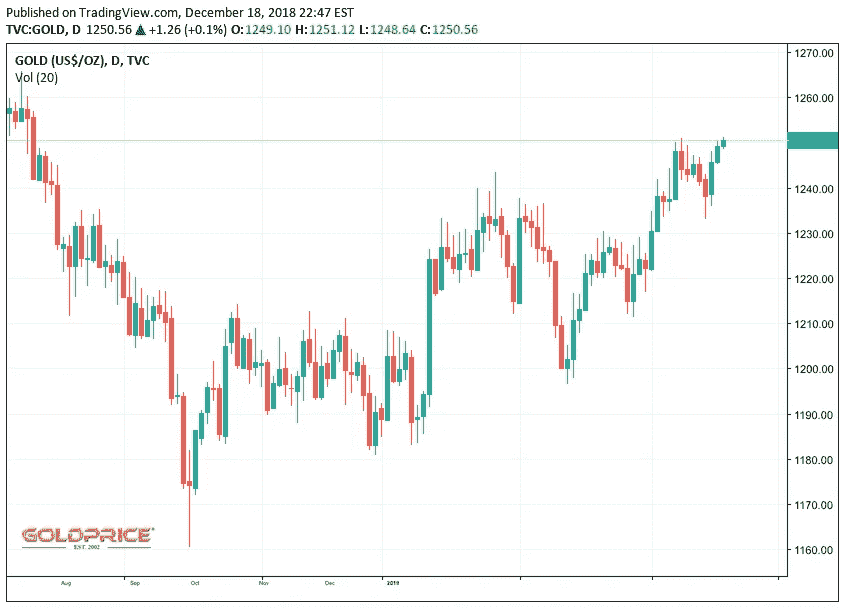 Published on TradingView.com, December 18, 2018 22:47 EST
TVC:GOLD, D 1250.56 ▲ +1.26 (+0.1%) O:1249.10 H:1251.12 L:1248.64 C:1250.56
GOLD (US$/OZ), D, TVC
Vol (20)
1270.00
1260.00
1240.00
1230.00
1220.00
1210.00
1200.00
1190.00
1180.00
1170.00
1160.00
GOLDPRICE
EST. 2002
Aug Sep Oct Nov Dec 2019